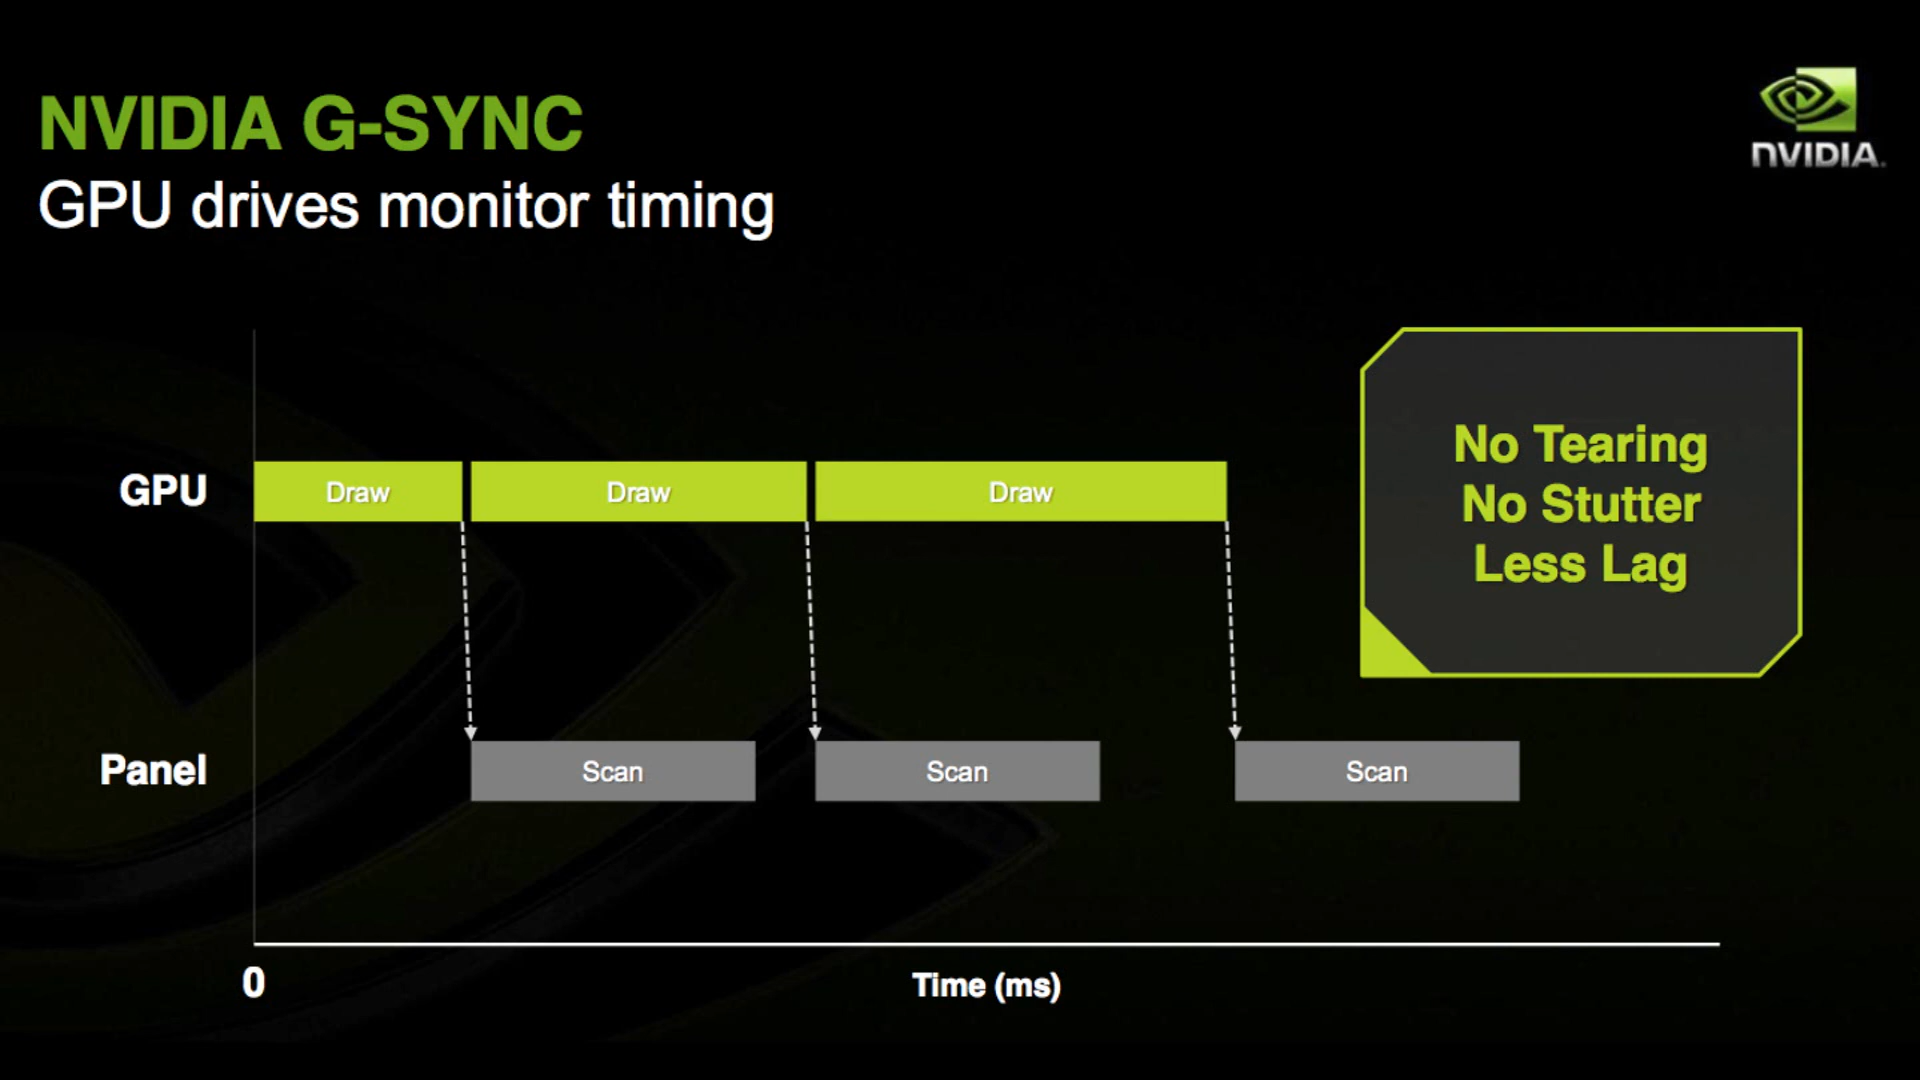 NVIDIA G-SYNC
GPU drives monitor timing
NVIDIA.
GPU
Draw
Draw
Draw
No Tearing
No Stutter
Less Lag
Panel
Scan
Scan
Scan
0
Time (ms)